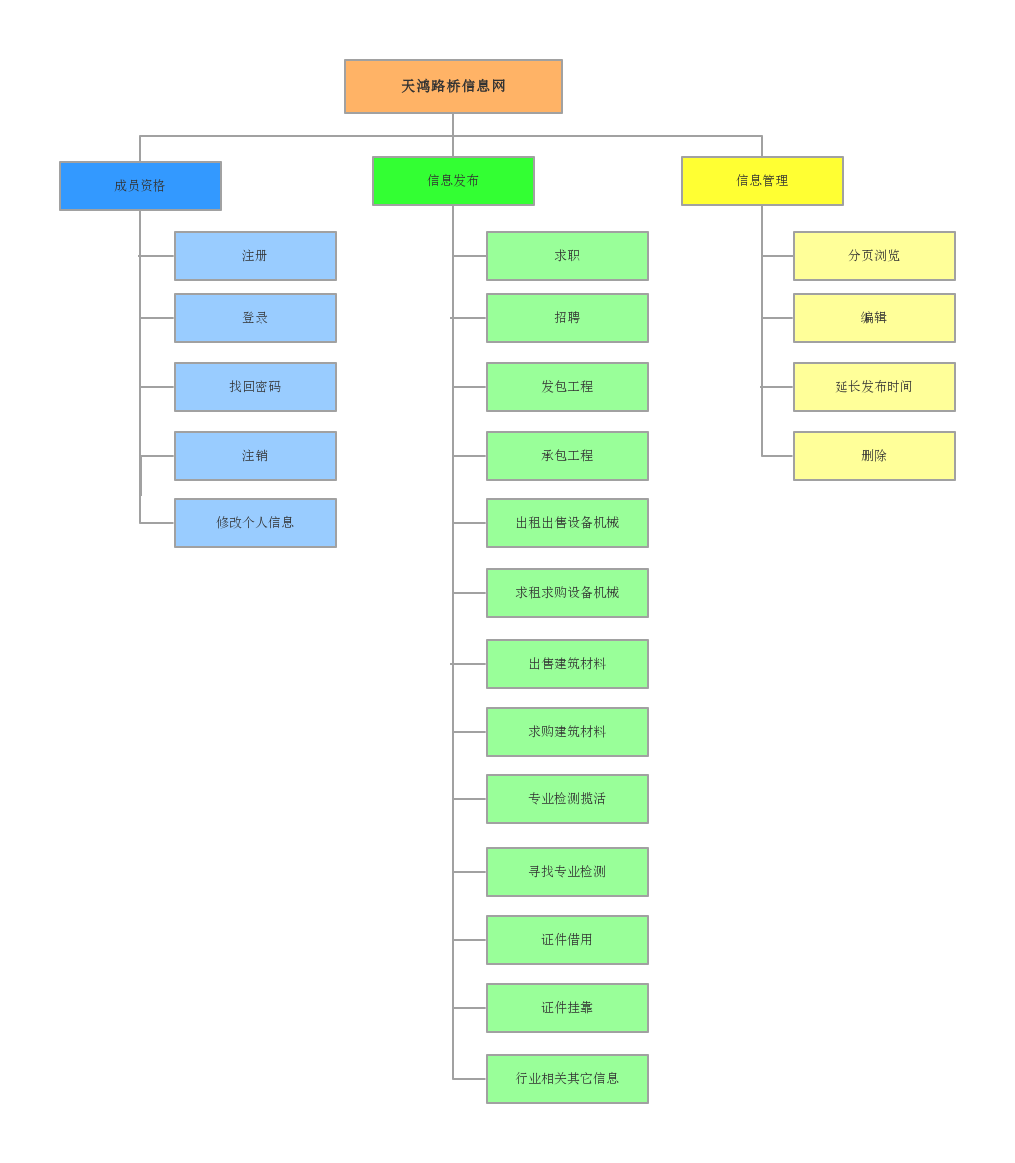 天鸿路桥信息网
成员资格
信息发布
信息管理
注册
登录
找回密码
注销
修改个人信息
求职
招聘
发包工程
承包工程
出租出售设备机械
求租求购设备机械
出售建筑材料
求购建筑材料
专业检测揽活
寻找专业检测
证件借用
证件挂靠
行业相关其它信息
分页浏览
编辑
延长发布时间
删除